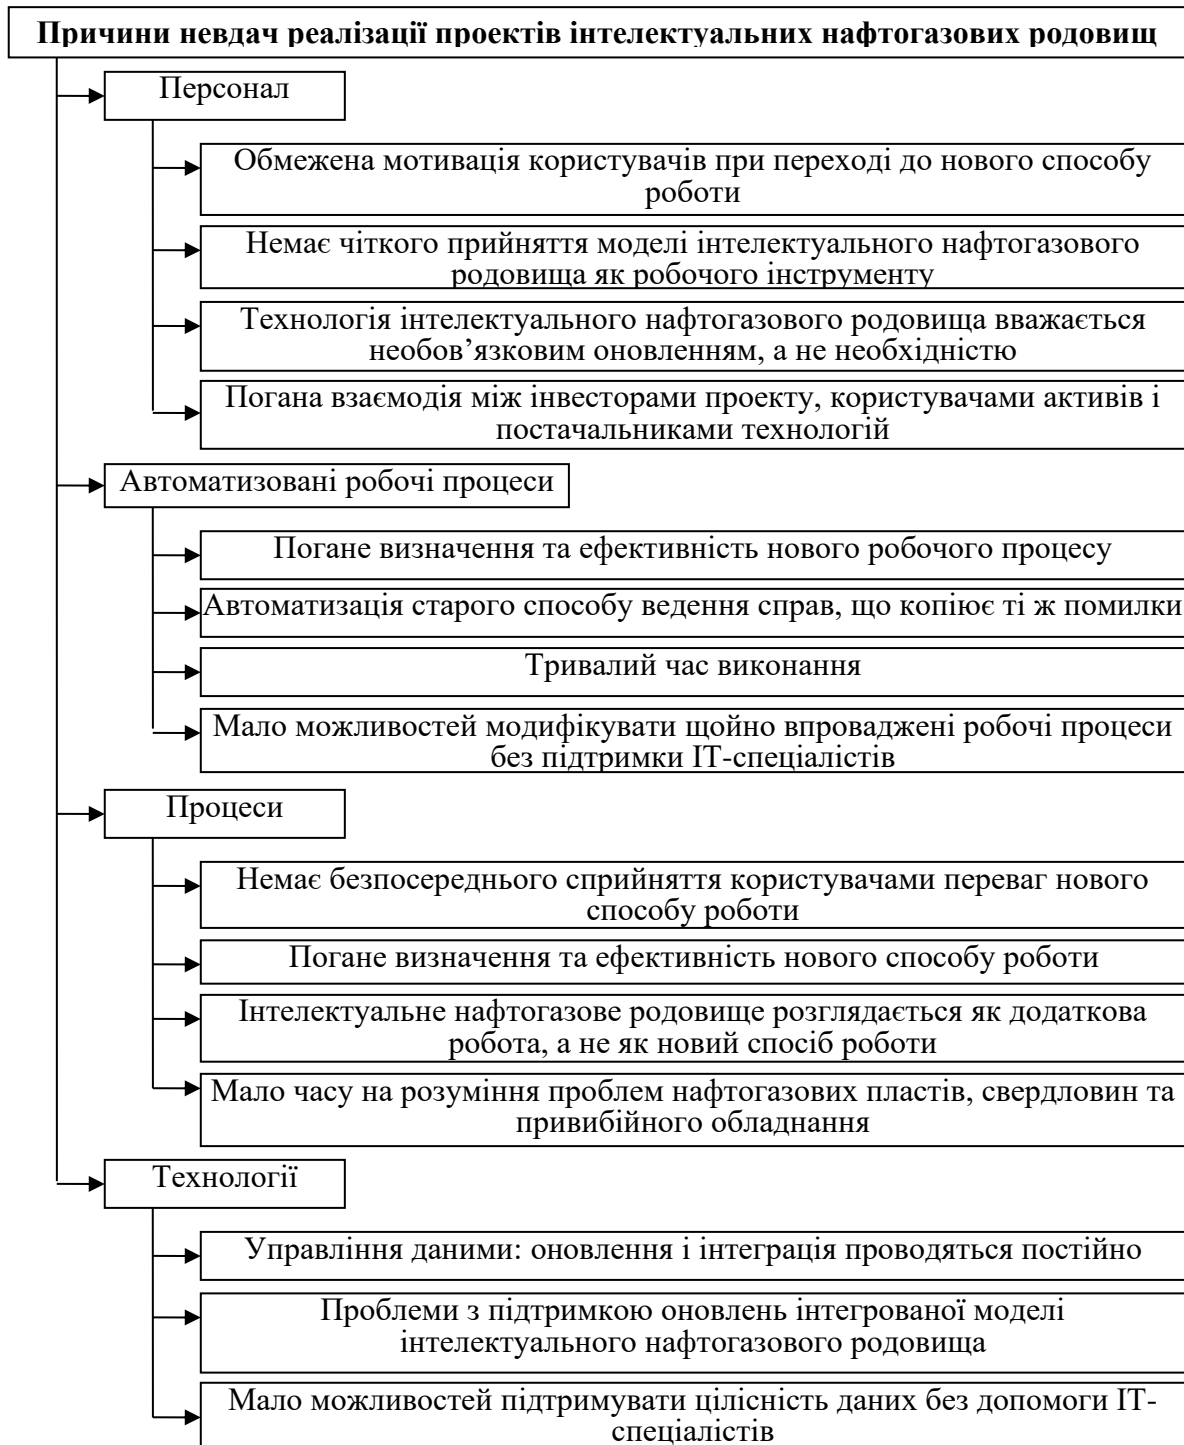 Причини невдач реалізації проектів інтелектуальних нафтогазових родовищ
Персонал
Обмежена мотивація користувачів при переході до нового способу
роботи
Немає чіткого прийняття моделі інтелектуального нафтогазового
родовища як робочого інструменту
Технологія інтелектуального нафтогазового родовища вважається
необов’язковим оновленням, а не необхідністю
Погана взаємодія між інвесторами проекту, користувачами активів і
постачальниками технологій
Автоматизовані робочі процеси
Погане визначення та ефективність нового робочого процесу
Автоматизація старого способу ведення справ, що копіює ті ж помилки
Тривалий час виконання
Мало можливостей модифікувати щойно впроваджені робочі процеси
без підтримки ІТ-спеціалістів
Процеси
Немає безпосереднього сприйняття користувачами переваг нового
способу роботи
Погане визначення та ефективність нового способу роботи
Інтелектуальне нафтогазове родовище розглядається як додаткова
робота, а не як новий спосіб роботи
Мало часу на розуміння проблем нафтогазових пластів, свердловин та
привибійного обладнання
Технології
Управління даними: оновлення і інтеграція проводяться постійно
Проблеми з підтримкою оновлень інтегрованої моделі
інтелектуального нафтогазового родовища
Мало можливостей підтримувати цілісність даних без допомоги ІТ-
спеціалістів